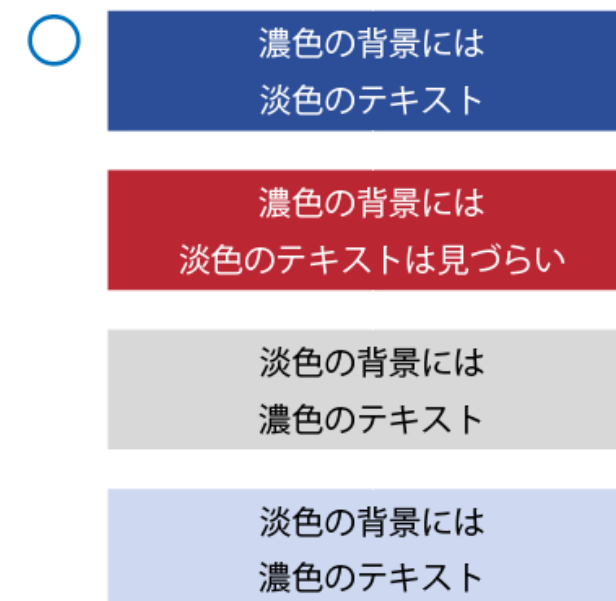 濃色の背景には
淡色のテキスト
濃色の背景には
淡色のテキストは見づらい
淡色の背景には
濃色のテキスト
淡色の背景には
濃色のテキスト